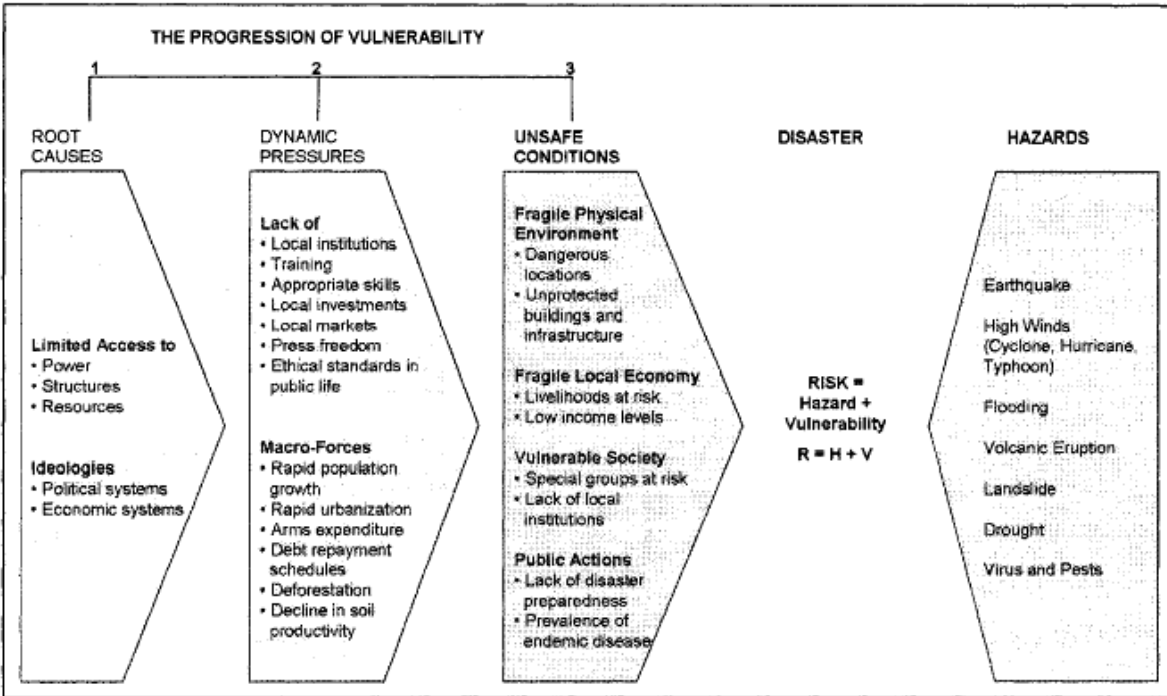 THE PROGRESSION OF VULNERABILITY
1
2
3
ROOT
CAUSES
Limited Access to
• Power
• Structures
• Resources
Ideologies
• Political systems
• Economic systems
DYNAMIC
PRESSURES
Lack of
• Local institutions
• Training
• Appropriate skills
• Local investments
• Local markets
• Press freedom
• Ethical standards in
public life
Macro-Forces
• Rapid population
growth
• Rapid urbanization
• Arms expenditure
• Debt repayment
schedules
• Deforestation
• Decline in soil
productivity
UNSAFE
CONDITIONS
Fragile Physical
Environment
• Dangerous
locations
• Unprotected
buildings and
infrastructure
Fragile Local Economy
• Livelihoods at risk
• Low income levels
Vulnerable Society
• Special groups at risk
• Lack of local
institutions
Public Actions
• Lack of disaster
preparedness
• Prevalence of
endemic disease
DISASTER
RISK =
Hazard +
Vulnerability
R = H + V
HAZARDS
Earthquake
High Winds
(Cyclone, Hurricane,
Typhoon)
Flooding
Volcanic Eruption
Landslide
Drought
Virus and Pests